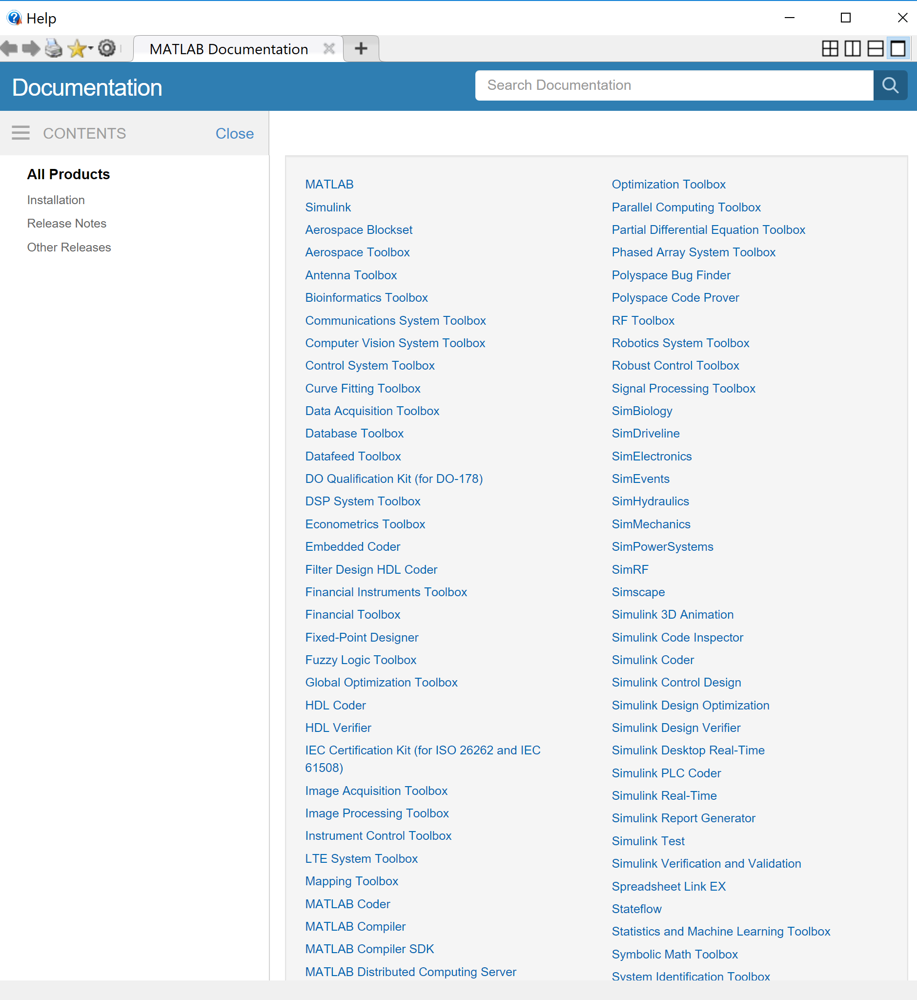 Help
MATLAB Documentation
Documentation
Search Documentation
CONTENTS
Close
All Products
Installation
Release Notes
Other Releases
MATLAB
Simulink
Aerospace Blockset
Aerospace Toolbox
Antenna Toolbox
Bioinformatics Toolbox
Communications System Toolbox
Computer Vision System Toolbox
Control System Toolbox
Curve Fitting Toolbox
Data Acquisition Toolbox
Database Toolbox
Datafeed Toolbox
DO Qualification Kit (for DO-178)
DSP System Toolbox
Econometrics Toolbox
Embedded Coder
Filter Design HDL Coder
Financial Instruments Toolbox
Financial Toolbox
Fixed-Point Designer
Fuzzy Logic Toolbox
Global Optimization Toolbox
HDL Coder
HDL Verifier
IEC Certification Kit (for ISO 26262 and IEC
61508)
Image Acquisition Toolbox
Image Processing Toolbox
Instrument Control Toolbox
LTE System Toolbox
Mapping Toolbox
MATLAB Coder
MATLAB Compiler
MATLAB Compiler SDK
MATLAB Distributed Computing Server
Optimization Toolbox
Parallel Computing Toolbox
Partial Differential Equation Toolbox
Phased Array System Toolbox
Polyspace Bug Finder
Polyspace Code Prover
RF Toolbox
Robotics System Toolbox
Robust Control Toolbox
Signal Processing Toolbox
SimBiology
SimDriveline
SimElectronics
SimEvents
SimHydraulics
SimMechanics
SimPowerSystems
SimRF
Simscape
Simulink 3D Animation
Simulink Code Inspector
Simulink Coder
Simulink Control Design
Simulink Design Optimization
Simulink Design Verifier
Simulink Desktop Real-Time
Simulink PLC Coder
Simulink Real-Time
Simulink Report Generator
Simulink Test
Simulink Verification and Validation
Spreadsheet Link EX
Stateflow
Statistics and Machine Learning Toolbox
Symbolic Math Toolbox
System Identification Toolbox